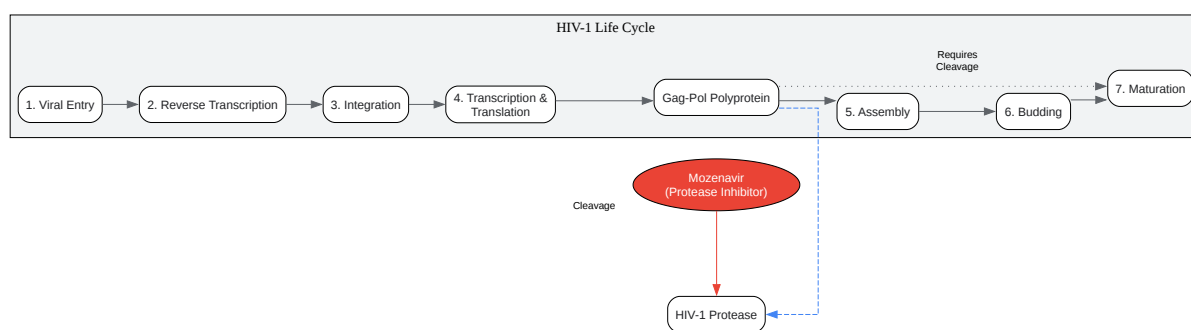 HIV-1 Life Cycle
Requires
Cleavage
1. Viral Entry
2. Reverse Transcription
3. Integration
4. Transcription &
Translation
Gag-Pol Polyprotein
5. Assembly
6. Budding
7. Maturation
Mozenavir
(Protease Inhibitor)
Cleavage
HIV-1 Protease